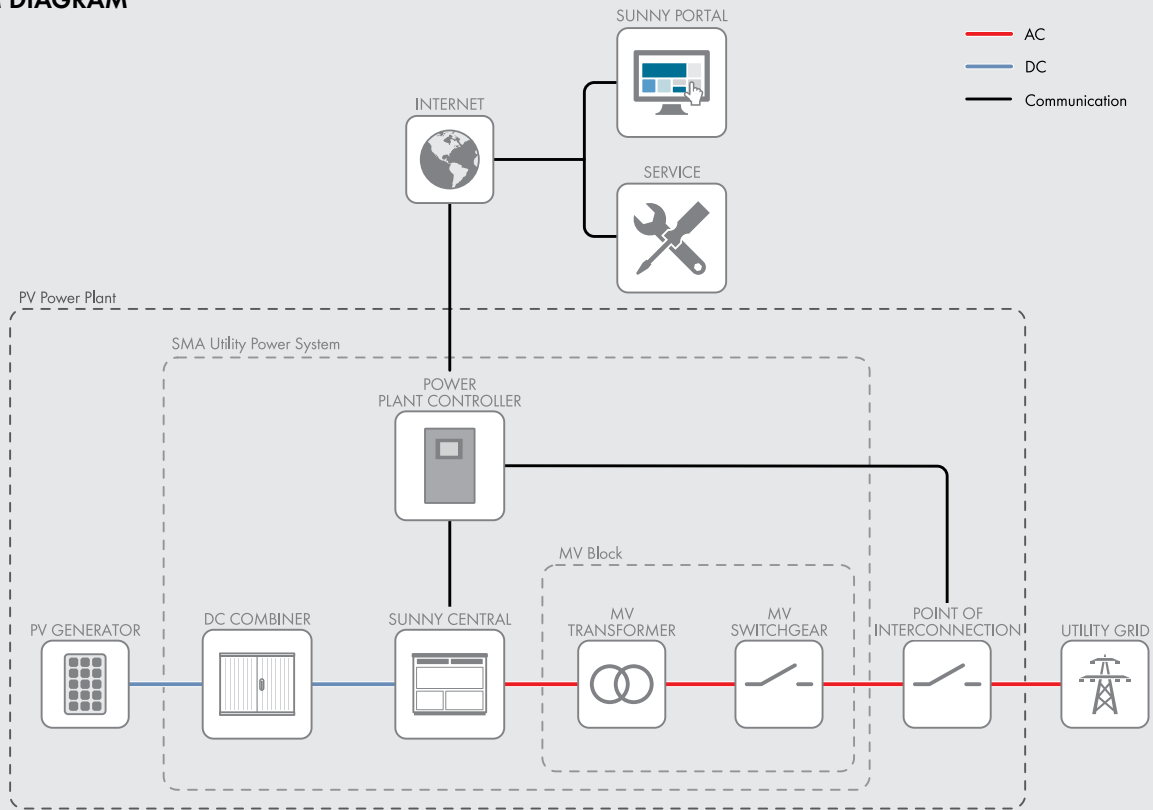 DIAGRAM
SUNNY PORTAL
AC
DC
Communication
INTERNET
SERVICE
PV Power Plant
SMA Utility Power System
POWER
PLANT CONTROLLER
MV Block
PV GENERATOR
DC COMBINER
SUNNY CENTRAL
MV
TRANSFORMER
MV
SWITCHGEAR
POINT OF
INTERCONNECTION
UTILITY GRID